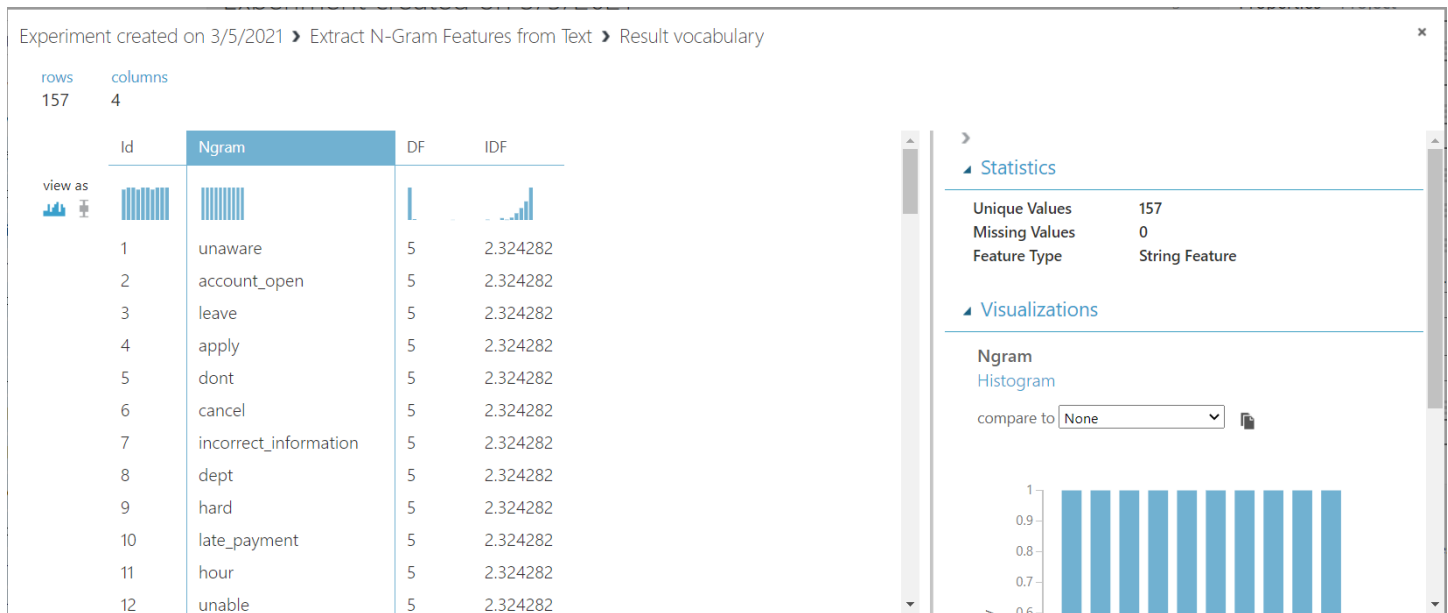 Experiment created on 3/5/2021 › Extract N-Gram Features from Text › Result vocabulary ×
rows columns
157 4
Id Ngram DF IDF
view as
1 unaware 5 2.324282
2 account_open 5 2.324282
3 leave 5 2.324282
4 apply 5 2.324282
5 dont 5 2.324282
6 cancel 5 2.324282
7 incorrect_information 5 2.324282
8 dept 5 2.324282
9 hard 5 2.324282
10 late_payment 5 2.324282
11 hour 5 2.324282
12 unable 5 2.324282
Statistics
Unique Values 157
Missing Values 0
Feature Type String Feature
Visualizations
Ngram
Histogram
compare to None
1
0.9
0.8
0.7
0.6